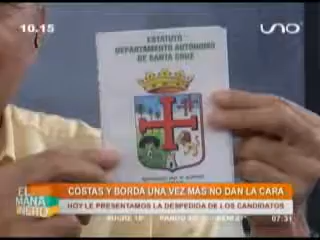 10.15
UNO
ESTATUTO
DEPARTAMENTO AUTÓNOMO
DE SANTA CRUZ
COSTAS Y BORDA UNA VEZ MÁS NO DAN LA CARA
HOY LE PRESENTAMOS LA DESPEDIDA DE LOS CANDIDATOS
EL
MAÑA
NERO
07:31